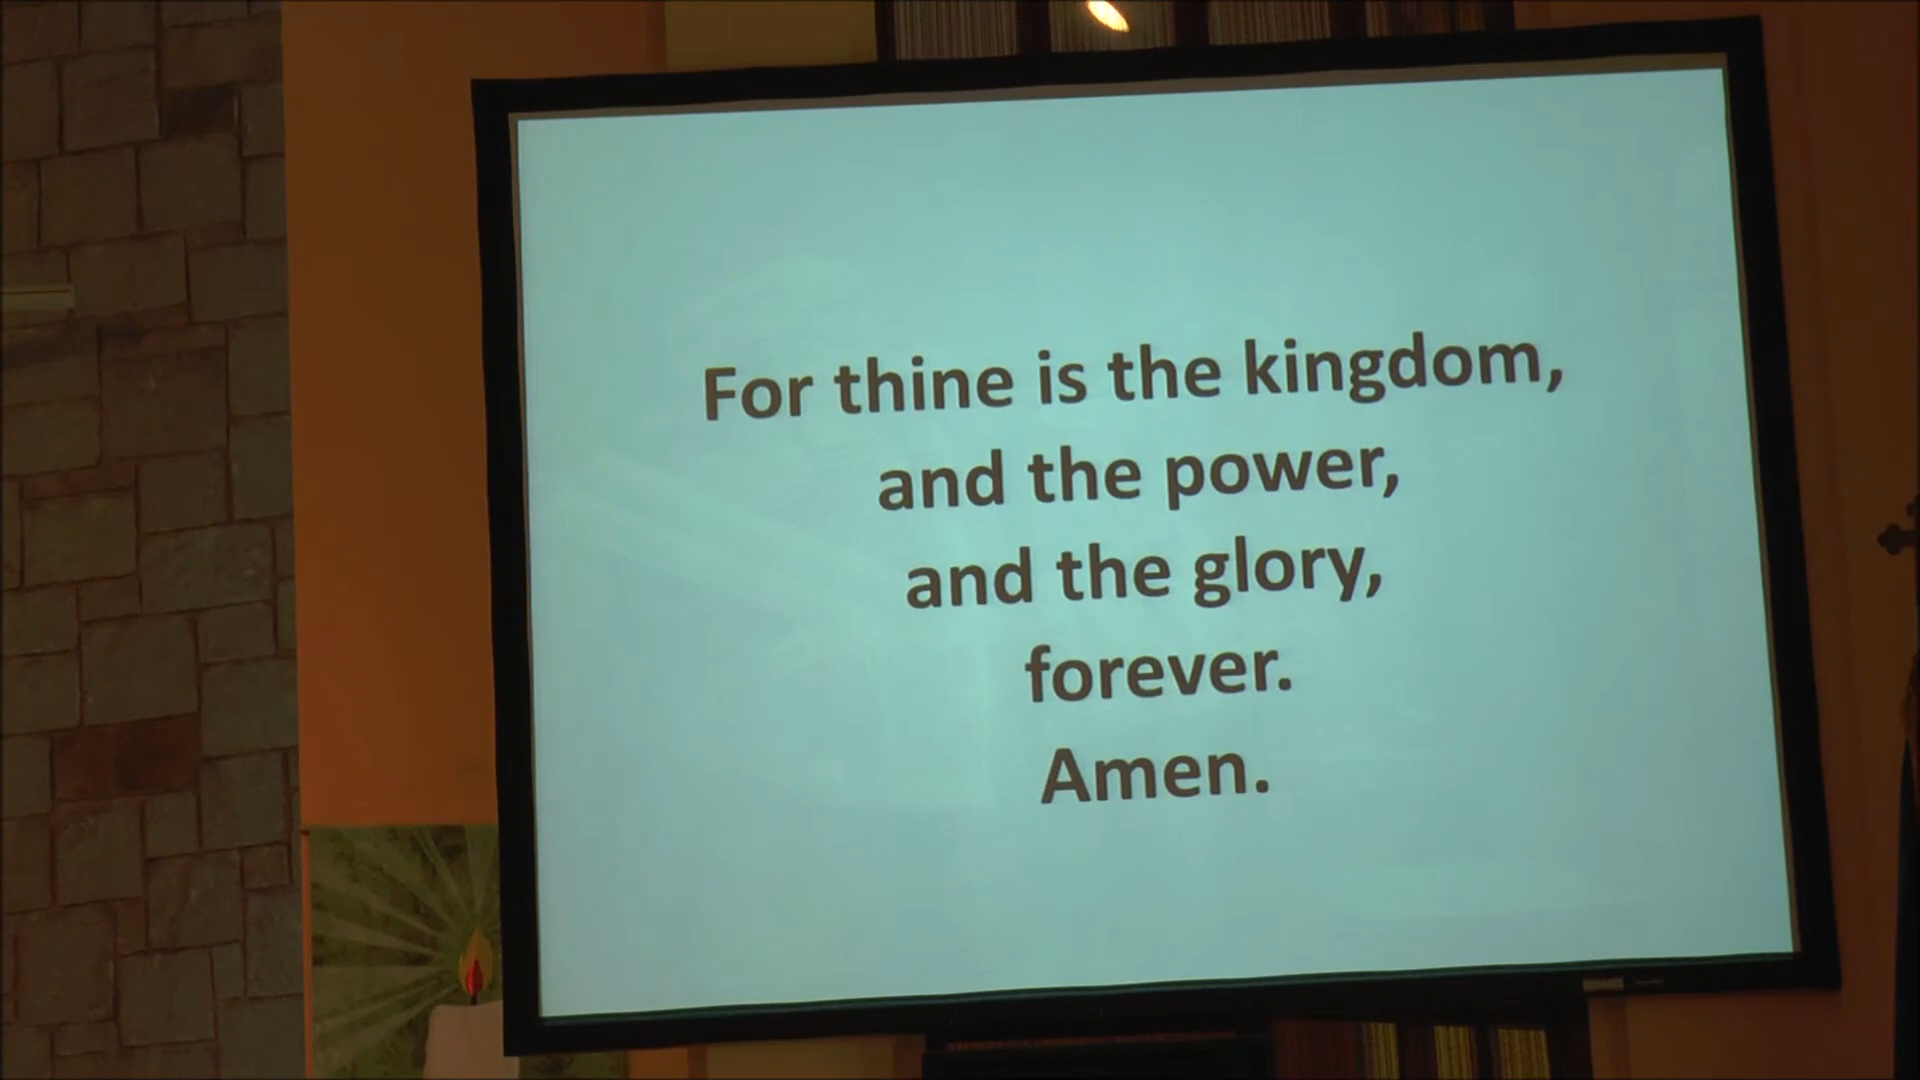 For thine is the kingdom,
and the power,
and the glory,
forever.
Amen.